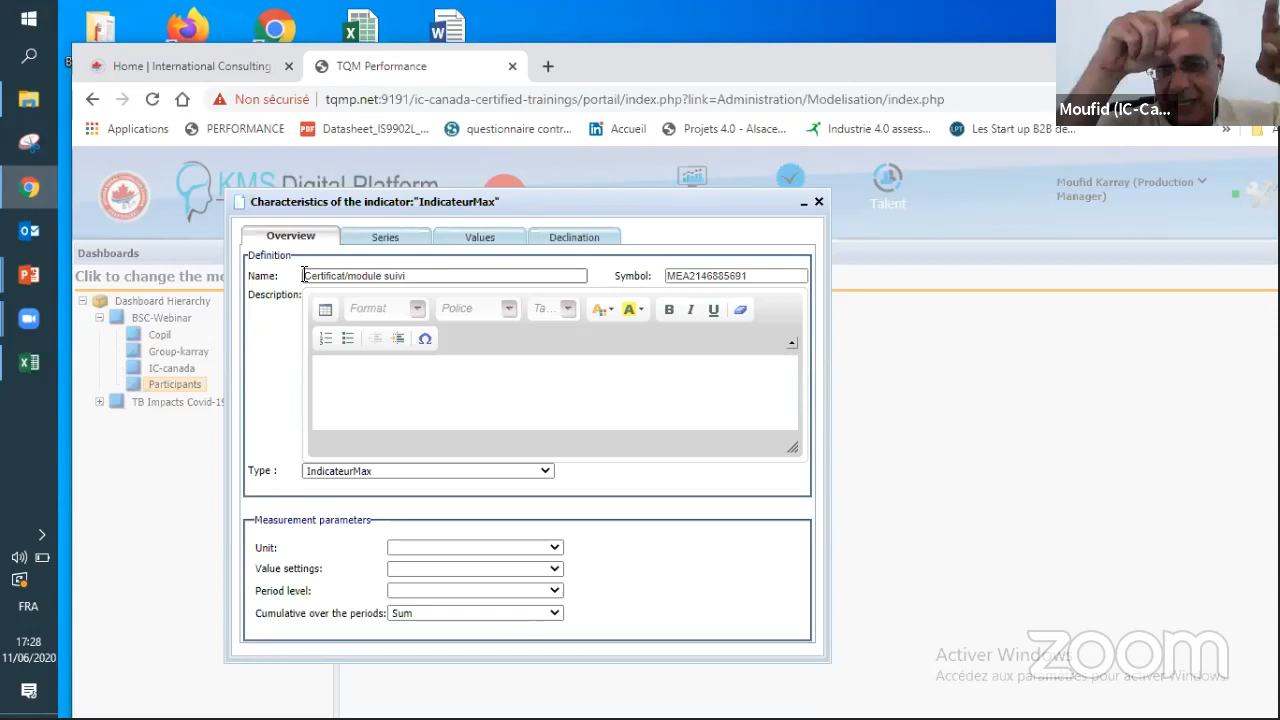 Home | International Consulting
TQM Performance
Non sécurisé
tqmp.net:9191/ic-canada-certified-trainings/portail/index.php?link=Administration/Modelisation/index.php
Applications
PERFORMANCE
Datasheet_IS9902L_...
questionnaire contr...
Accueil
Projets 4.0 - Alsace...
Industrie 4.0 assess...
Les Start up B2B de...
Moufid (IC-Ca...
KMS Digital Platform
Talent
Moufid Karray (Production
Manager)
Dashboards
Clik to change the me
Dashboard Hierarchy
BSC-Webinar
Copil
Group-karray
IC-canada
Participants
TB Impacts Covid-19
Characteristics of the indicator:"IndicateurMax"
Overview
Series
Values
Declination
Definition
Name:
Certificat/module suivi
Symbol:
MEA2146885691
Description:
Format
Police
Ta...
Type :
IndicateurMax
Measurement parameters
Unit:
Value settings:
Period level:
Cumulative over the periods:
Sum
FRA
17:28
11/06/2020
Activer Windows
Accédez aux paramètres pour activer Windows.
zoom